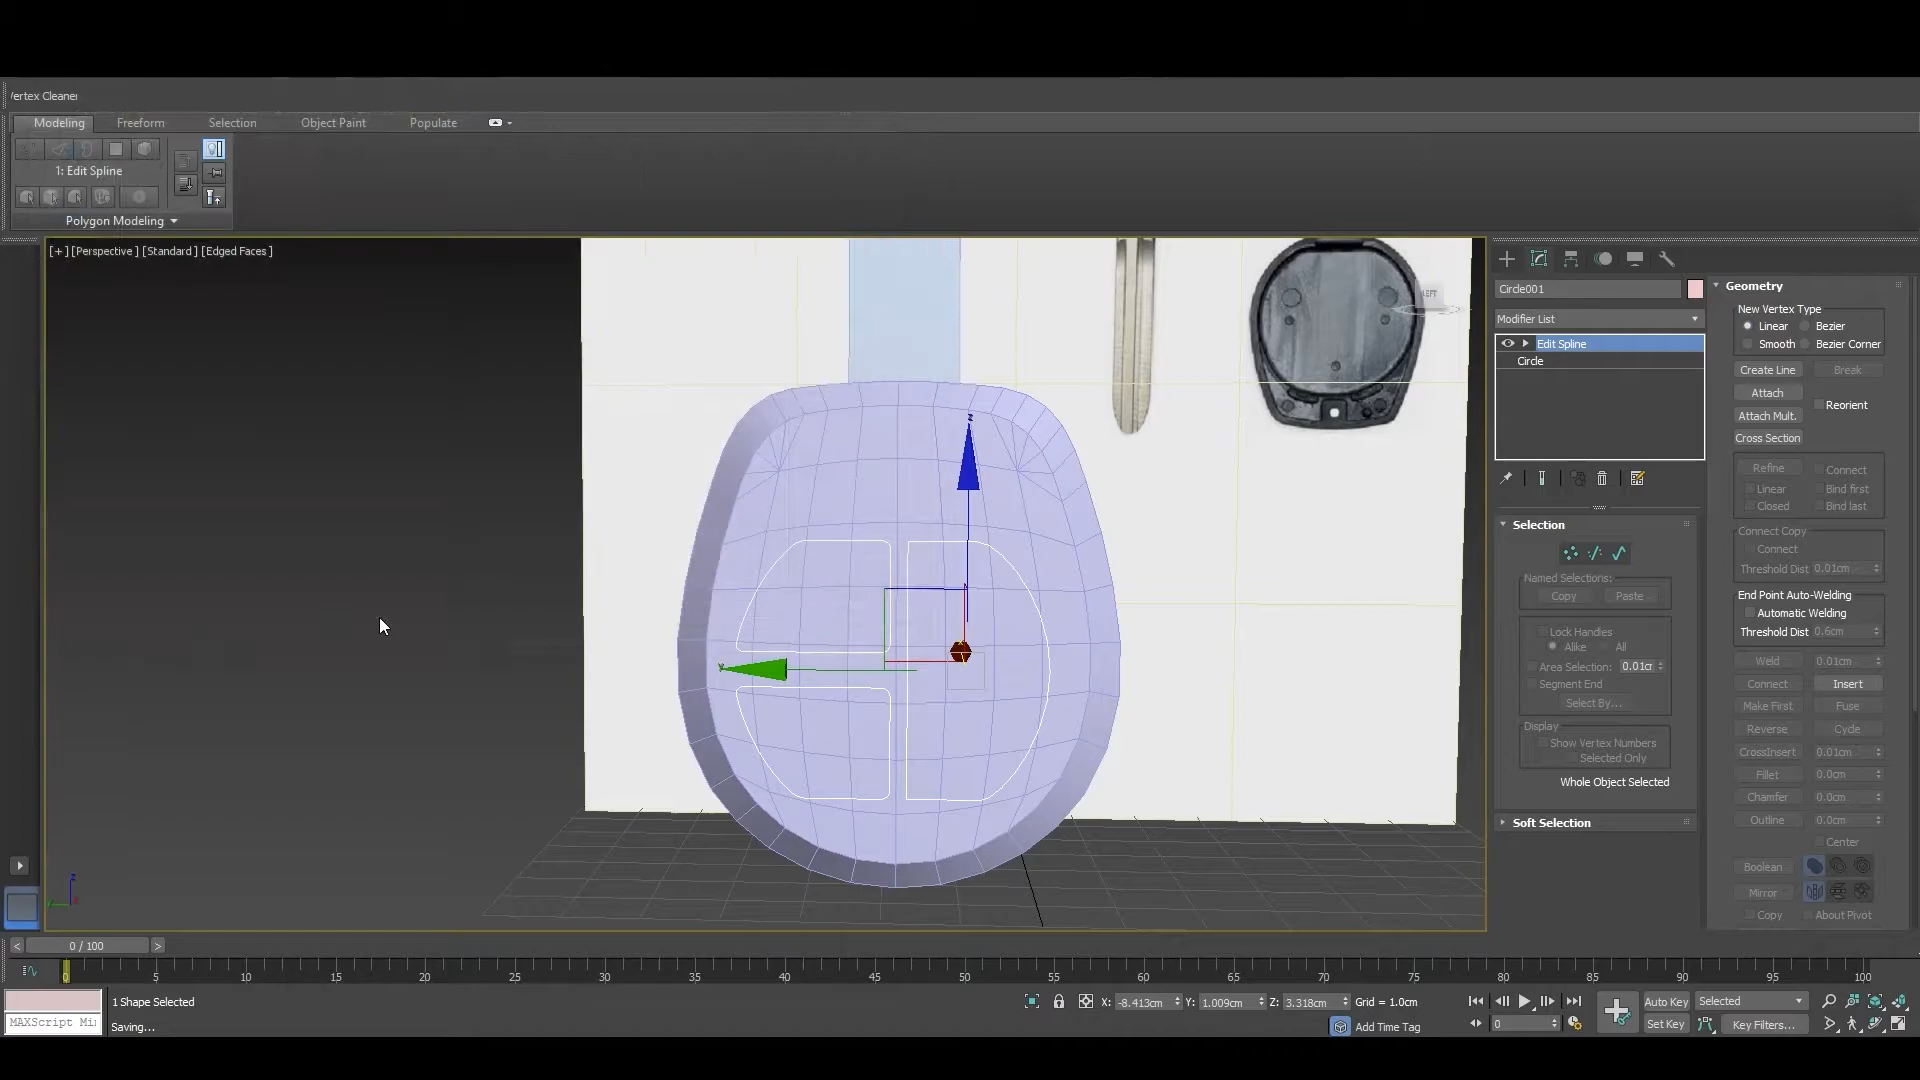 Vertex Cleaner
Modeling
Freeform
Selection
Object Paint
Populate
1: Edit Spline
Polygon Modeling
[+] [Perspective ] [Standard ] [Edged Faces ]
LEFT
z
y
Circle001
Modifier List
Edit Spline
Circle
Selection
Named Selections:
Copy
Paste
Lock Handles
Alike
All
Area Selection:
0.01cr
Segment End
Select By...
Display
Show Vertex Numbers
Selected Only
Whole Object Selected
Soft Selection
Geometry
New Vertex Type
Linear
Bezier
Smooth
Bezier Corner
Create Line
Break
Attach
Reorient
Attach Mult.
Cross Section
Refine
Connect
Linear
Bind first
Closed
Bind last
Connect Copy
Connect
Threshold Dist
0.01cm
End Point Auto-Welding
Automatic Welding
Threshold Dist
0.6cm
Weld
0.01cm
Connect
Insert
Make First
Fuse
Reverse
Cycle
CrossInsert
0.01cm
Fillet
0.0cm
Chamfer
0.0cm
Outline
0.0cm
Center
Boolean
Mirror
Copy
About Pivot
<
0 / 100
>
0 5 10 15 20 25 30 35 40 45 50 55 60 65 70 75 80 85 90 95 100
1 Shape Selected
MAXScript Mi
Saving...
X: -8.413cm
Y: 1.009cm
Z: 3.318cm
Grid = 1.0cm
Add Time Tag
0
Auto Key
Selected
Set Key
Key Filters...